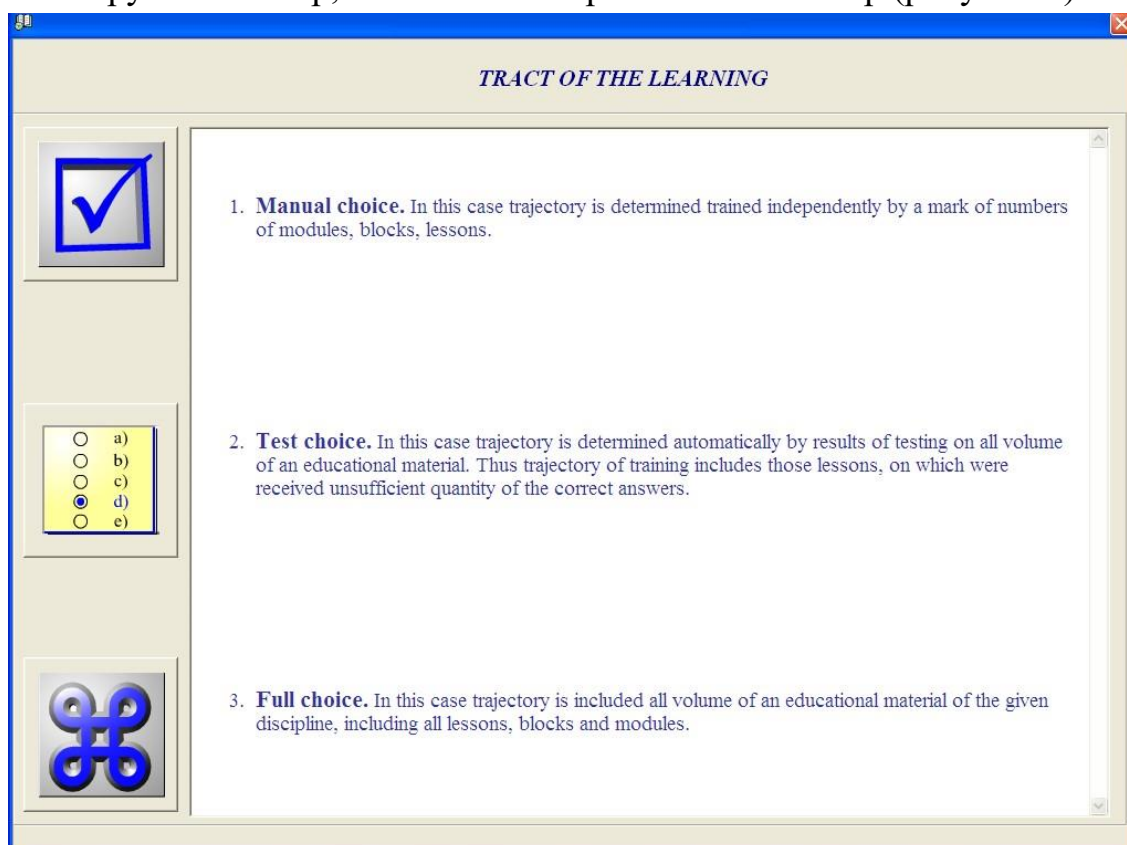 TRACT OF THE LEARNING
1. Manual choice. In this case trajectory is determined trained independently by a mark of numbers
of modules, blocks, lessons.
a)
b)
c)
d)
e)
2. Test choice. In this case trajectory is determined automatically by results of testing on all volume
of an educational material. Thus trajectory of training includes those lessons, on which were
received unsufficient quantity of the correct answers.
3. Full choice. In this case trajectory is included all volume of an educational material of the given
discipline, including all lessons, blocks and modules.